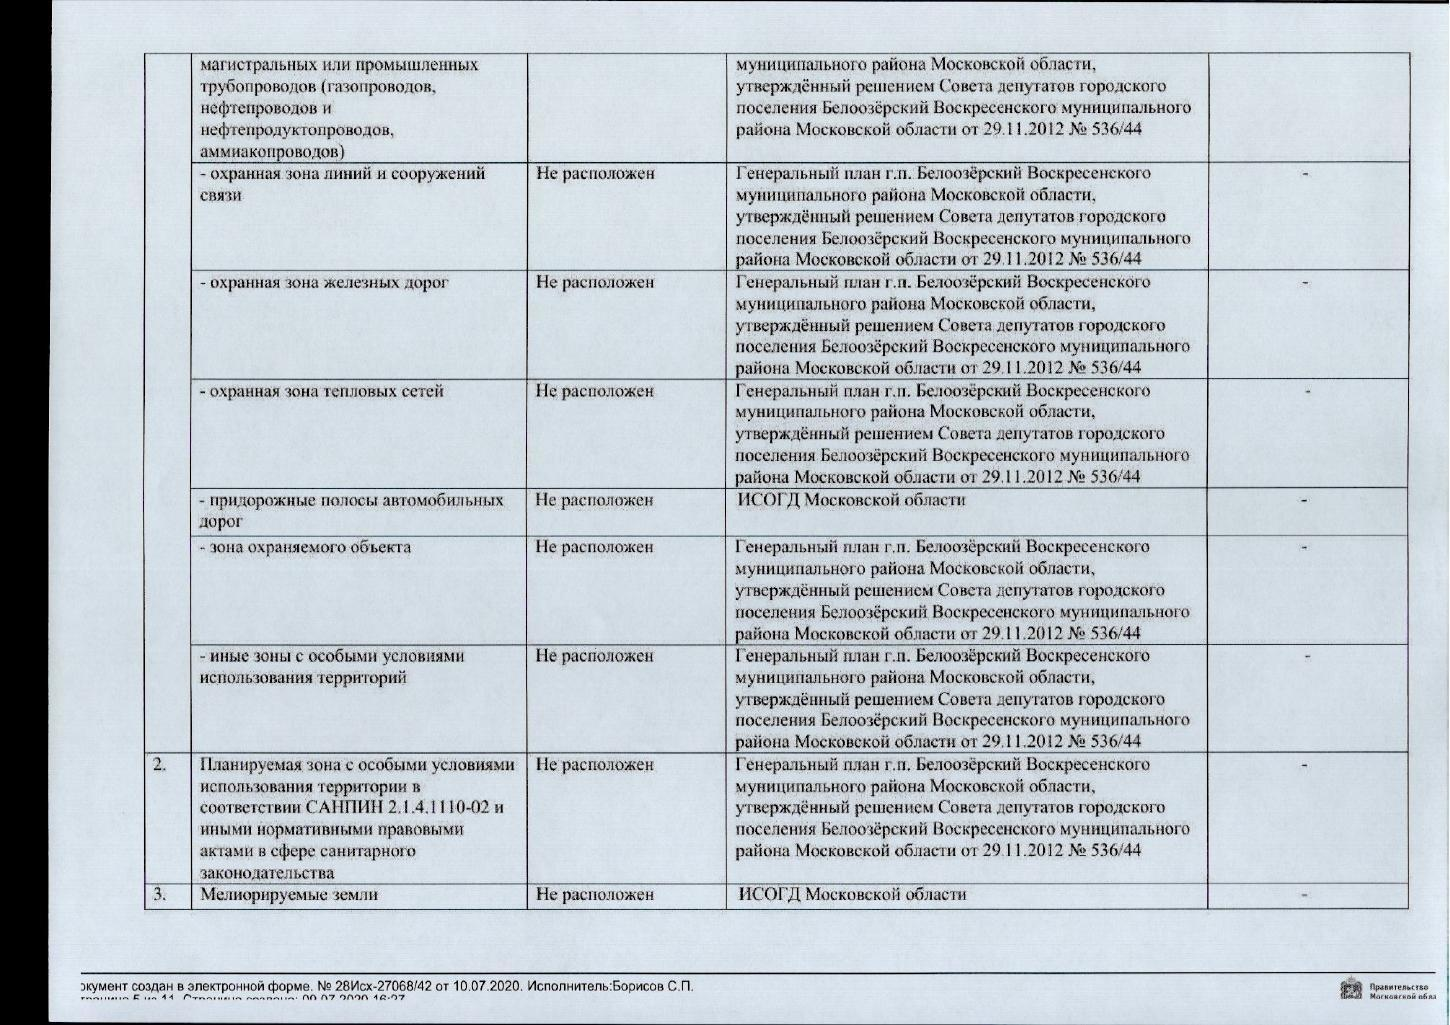 магистральных или промышленных
трубопроводов (газопроводов,
нефтепроводов и
нефтепродуктопроводов,
аммиакопроводов)
муниципального района Московской области,
утверждённый решением Совета депутатов городского
поселения Белоозёрский Воскресенского муниципального
района Московской области от 29.11.2012 № 536/44
- охранная зона линий и сооружений
связи
Не расположен
Генеральный план г.п. Белоозёрский Воскресенского
муниципального района Московской области,
утверждённый решением Совета депутатов городского
поселения Белоозёрский Воскресенского муниципального
района Московской области от 29.11.2012 № 536/44
-
- охранная зона железных дорог
Не расположен
Генеральный план г.п. Белоозёрский Воскресенского
муниципального района Московской области,
утверждённый решением Совета депутатов городского
поселения Белоозёрский Воскресенского муниципального
района Московской области от 29.11.2012 № 536/44
-
- охранная зона тепловых сетей
Не расположен
Генеральный план г.п. Белоозёрский Воскресенского
муниципального района Московской области,
утверждённый решением Совета депутатов городского
поселения Белоозёрский Воскресенского муниципального
района Московской области от 29.11.2012 № 536/44
-
- придорожные полосы автомобильных
дорог
Не расположен
ИСОГД Московской области
-
- зона охраняемого объекта
Не расположен
Генеральный план г.п. Белоозёрский Воскресенского
муниципального района Московской области,
утверждённый решением Совета депутатов городского
поселения Белоозёрский Воскресенского муниципального
района Московской области от 29.11.2012 № 536/44
-
- иные зоны с особыми условиями
использования территорий
Не расположен
Генеральный план г.п. Белоозёрский Воскресенского
муниципального района Московской области,
утверждённый решением Совета депутатов городского
поселения Белоозёрский Воскресенского муниципального
района Московской области от 29.11.2012 № 536/44
-
2.
Планируемая зона с особыми условиями
использования территории в
соответствии САНПИН 2.1.4.1110-02 и
иными нормативными правовыми
актами в сфере санитарного
законодательства
Не расположен
Генеральный план г.п. Белоозёрский Воскресенского
муниципального района Московской области,
утверждённый решением Совета депутатов городского
поселения Белоозёрский Воскресенского муниципального
района Московской области от 29.11.2012 № 536/44
-
3.
Мелиорируемые земли
Не расположен
ИСОГД Московской области
-
окумент создан в электронной форме. № 28Исх-27068/42 от 10.07.2020. Исполнитель:Борисов С.П.
5 из 11. Страница создана: 09.07.2020 16:27
Правительство
Московской обла